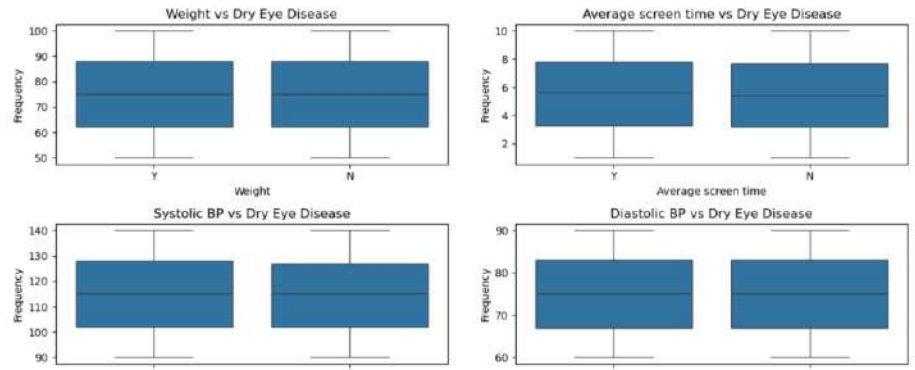 Weight vs Dry Eye Disease
100
90
80
70
60
50
Frequency
Y
N
Weight
Average screen time vs Dry Eye Disease
10
8
6
4
2
Frequency
Y
N
Average screen time
Systolic BP vs Dry Eye Disease
140
130
120
110
100
90
Frequency
Diastolic BP vs Dry Eye Disease
90
80
70
60
Frequency